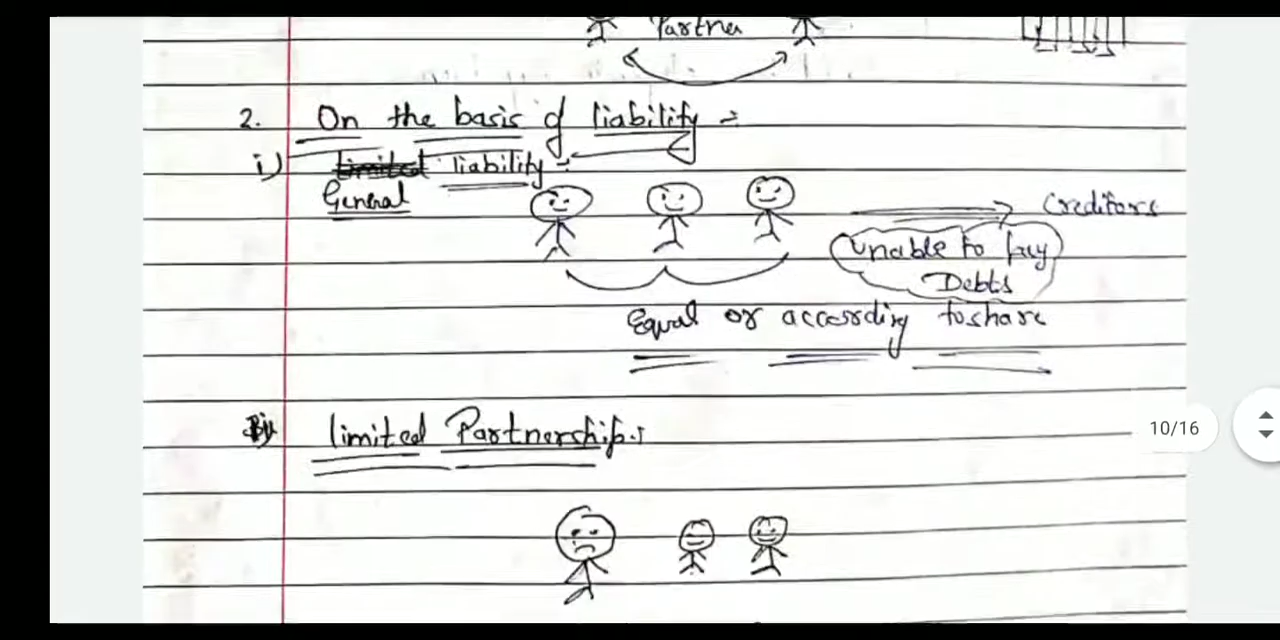 Partner
2. On the basis of liability :-
i) Limited liability :-
General
Creditors
unable to pay
Debts
Equal or according to share
limited Partnership :-
10/16